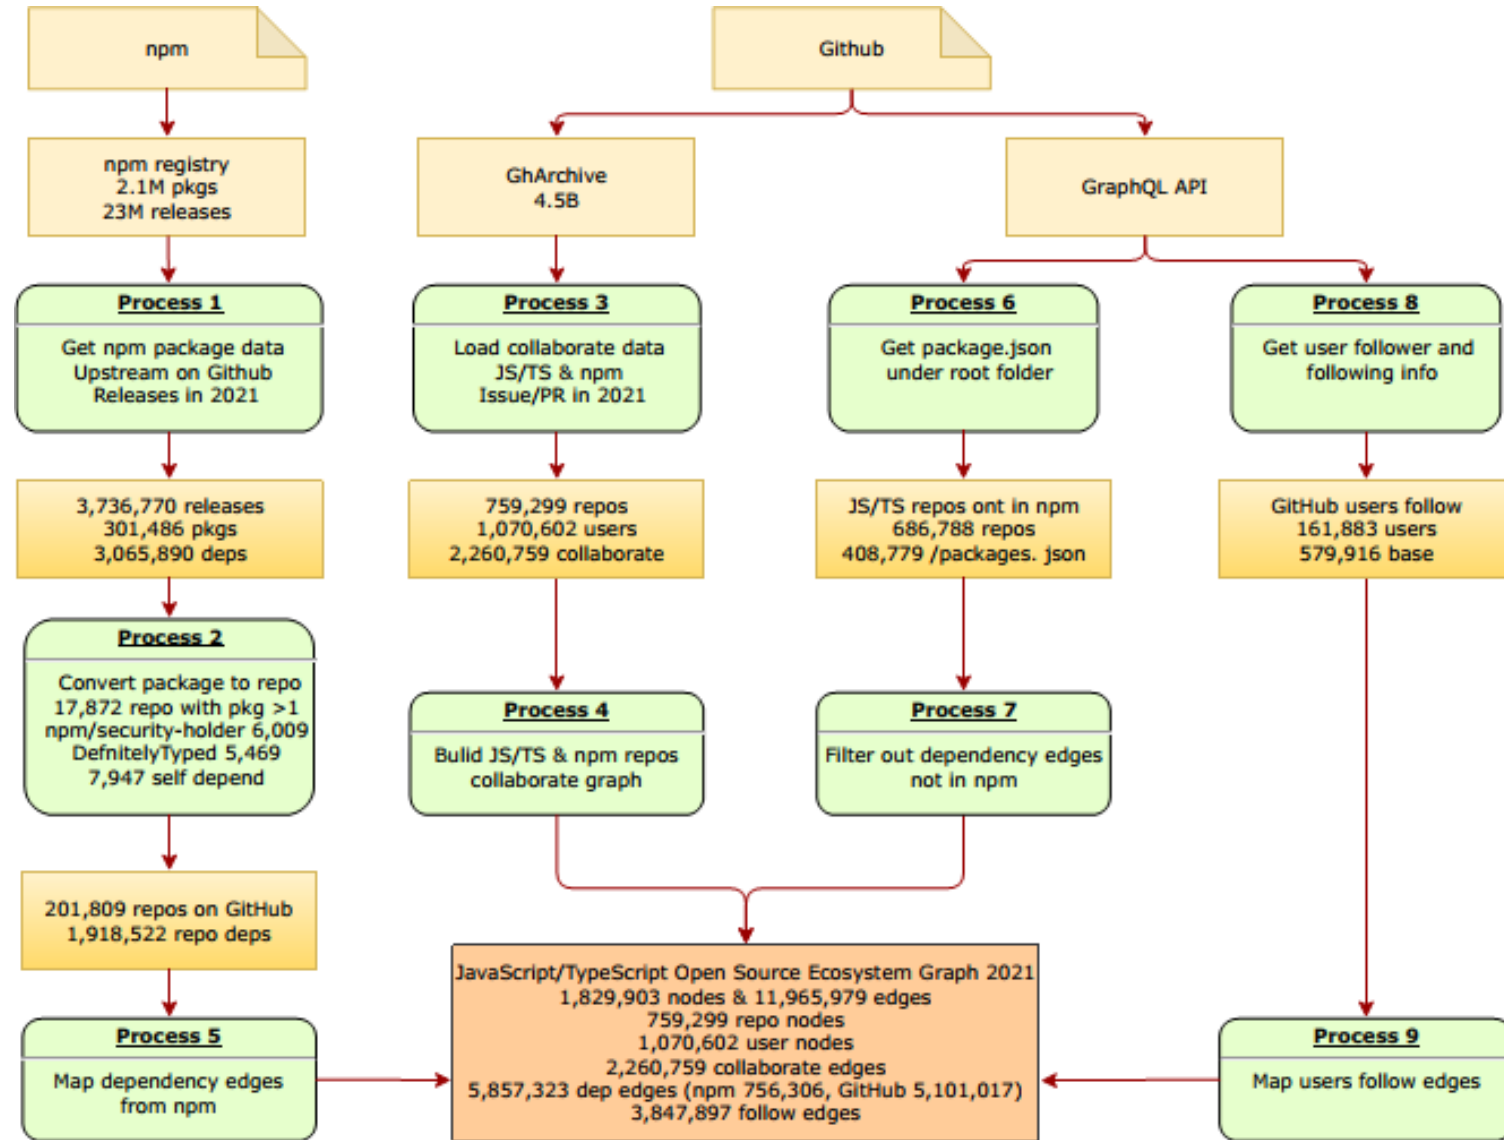 npm
Github
npm registry
2.1M pkgs
23M releases
GhArchive
4.5B
GraphQL API
Process 1
Get npm package data
Upstream on Github
Releases in 2021
Process 3
Load collaborate data
JS/TS & npm
Issue/PR in 2021
Process 6
Get package.json
under root folder
Process 8
Get user follower and
following info
3,736,770 releases
301,486 pkgs
3,065,890 deps
759,299 repos
1,070,602 users
2,260,759 collaborate
JS/TS repos ont in npm
686,788 repos
408,779 /packages. json
GitHub users follow
161,883 users
579,916 base
Process 2
Convert package to repo
17,872 repo with pkg >1
npm/security-holder 6,009
DefnitelyTyped 5,469
7,947 self depend
Process 4
Bulid JS/TS & npm repos
collaborate graph
Process 7
Filter out dependency edges
not in npm
201,809 repos on GitHub
1,918,522 repo deps
Process 5
Map dependency edges
from npm
JavaScript/TypeScript Open Source Ecosystem Graph 2021
1,829,903 nodes & 11,965,979 edges
759,299 repo nodes
1,070,602 user nodes
2,260,759 collaborate edges
5,857,323 dep edges (npm 756,306, GitHub 5,101,017)
3,847,897 follow edges
Process 9
Map users follow edges